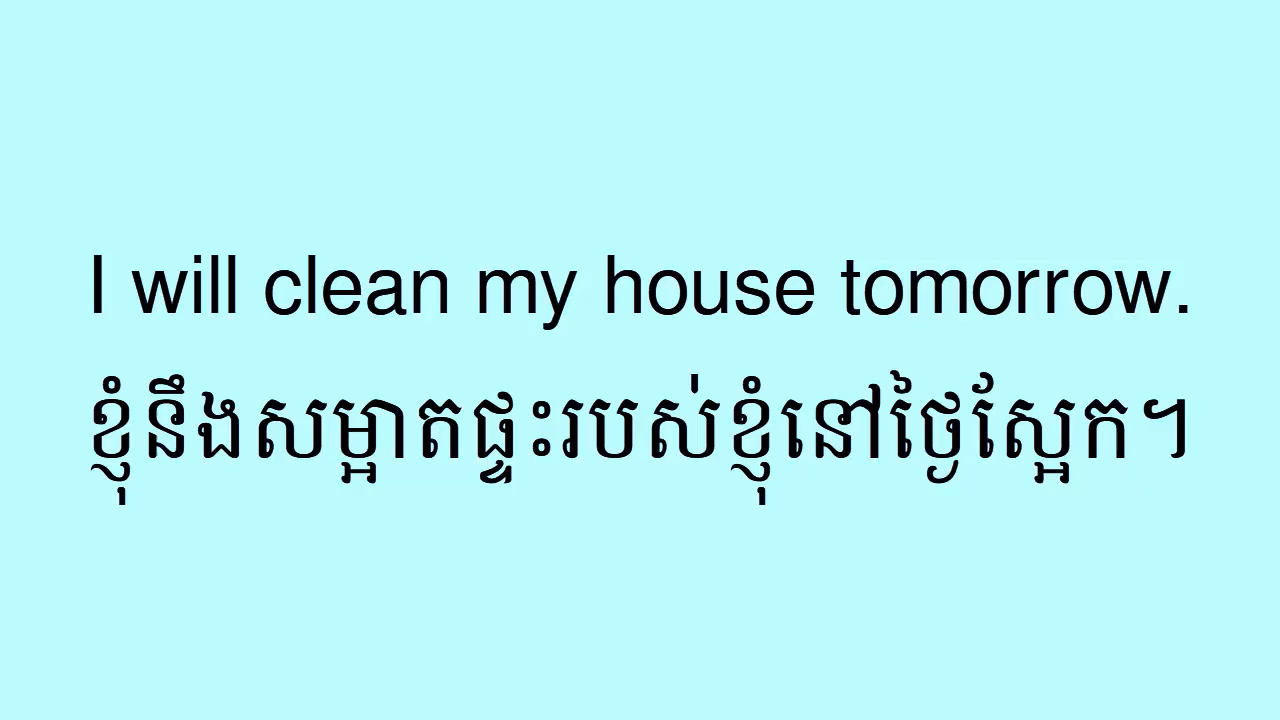 I will clean my house tomorrow.
ខ្ញុំនឹងសម្អាតផ្ទះរបស់ខ្ញុំនៅថ្ងៃស្អែក។